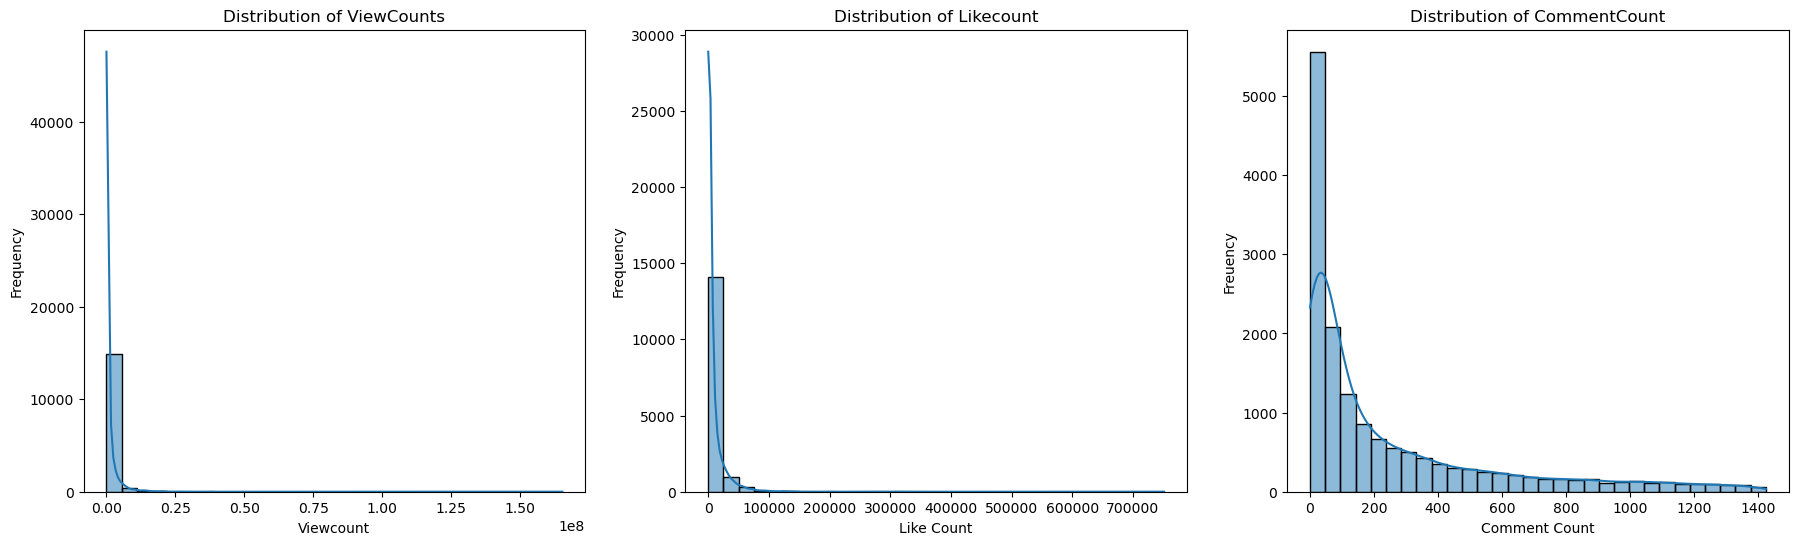 Distribution of ViewCounts
Frequency
40000
30000
20000
10000
0
0.00 0.25 0.50 0.75 1.00 1.25 1.50
1e8
Viewcount
Distribution of Likecount
Frequency
30000
25000
20000
15000
10000
5000
0
0 100000 200000 300000 400000 500000 600000 700000
Like Count
Distribution of CommentCount
Freuency
5000
4000
3000
2000
1000
0
0 200 400 600 800 1000 1200 1400
Comment Count